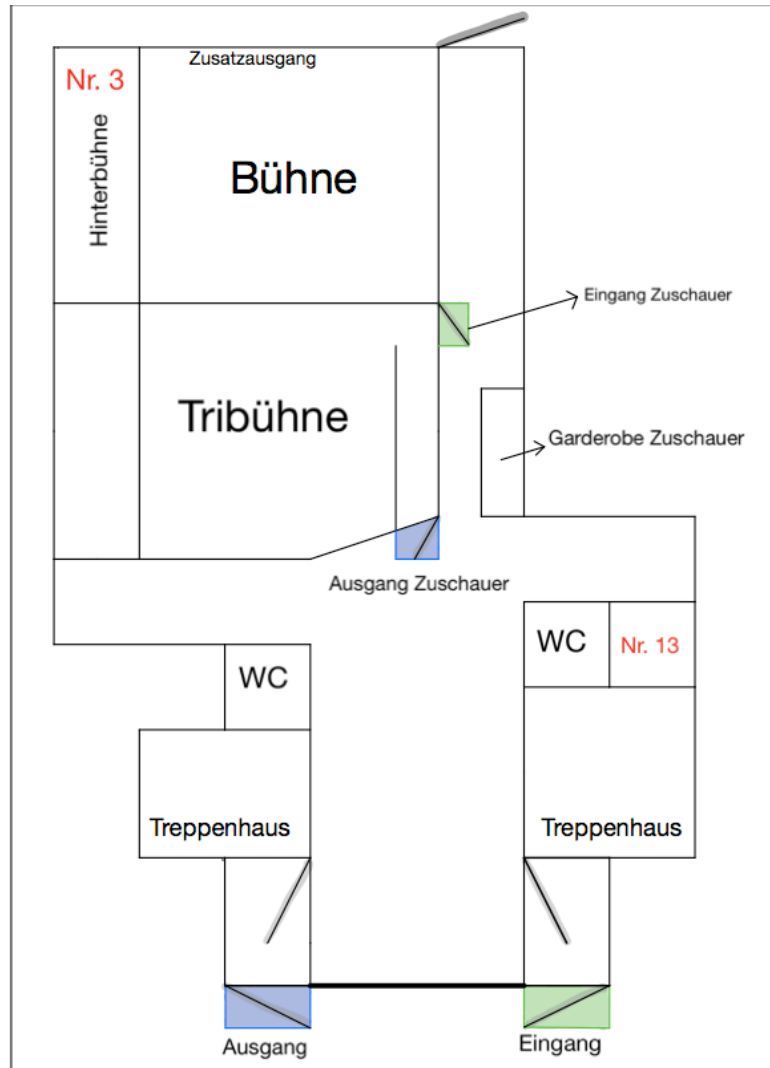 Zusatzausgang
Nr. 3
Hinterbühne
Bühne
Eingang Zuschauer
Tribühne
Garderobe Zuschauer
Ausgang Zuschauer
WC
Nr. 13
WC
Treppenhaus
Treppenhaus
Ausgang
Eingang